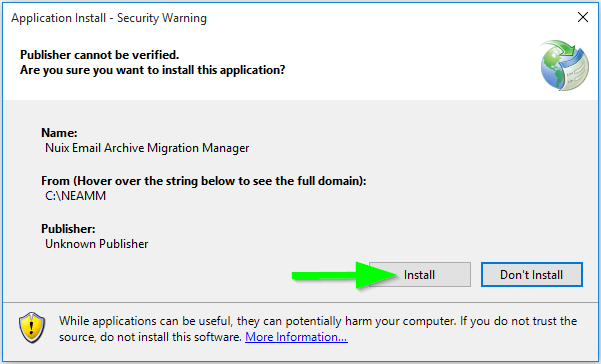 Application Install - Security Warning
Publisher cannot be verified.
Are you sure you want to install this application?
Name:
Nuix Email Archive Migration Manager
From (Hover over the string below to see the full domain):
C:\NEAMM
Publisher:
Unknown Publisher
Install
Don't Install
While applications can be useful, they can potentially harm your computer. If you do not trust the
source, do not install this software. More Information...